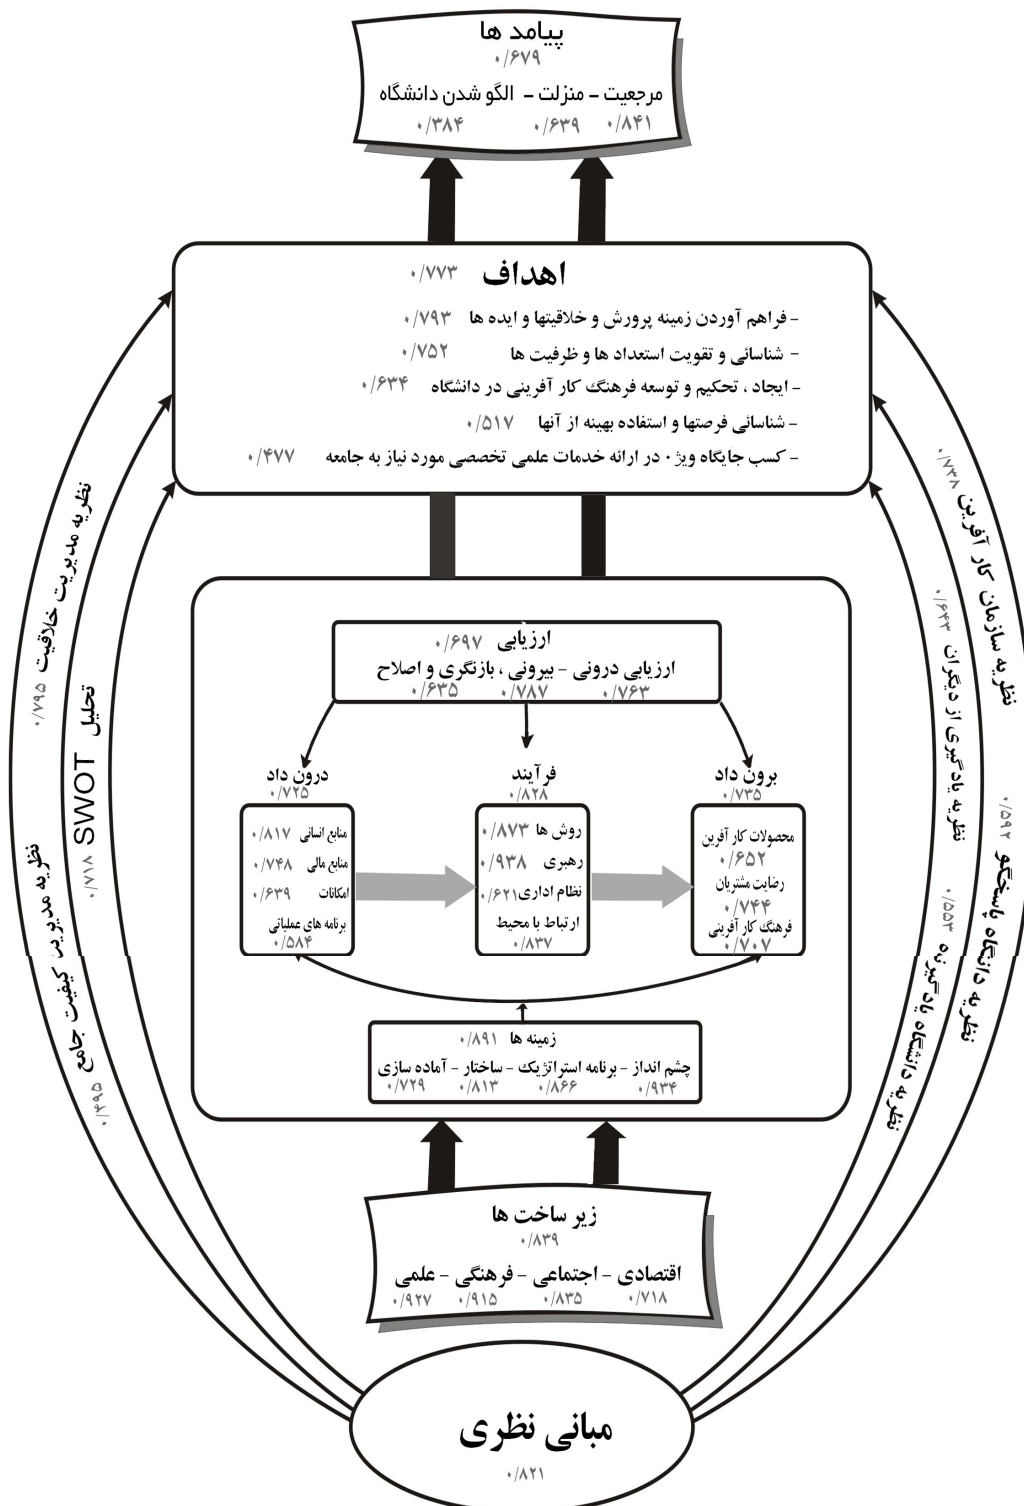 پیامد ها
۰/۶۷۹
مرجعیت – منزلت – الگو شدن دانشگاه
۰/۸۴۱ ۰/۶۳۹ ۰/۳۸۴
اهداف ۰/۷۷۳
– فراهم آوردن زمینه پرورش و خلاقیتها و ایده ها ۰/۷۹۳
– شناسائی و تقویت استعداد ها و ظرفیت ها ۰/۷۵۲
– ایجاد ، تحکیم و توسعه فرهنگ کار آفرینی در دانشگاه ۰/۶۳۴
– شناسائی فرصتها و استفاده بهینه از آنها ۰/۵۱۷
– کسب جایگاه ویژه در ارائه خدمات علمی تخصصی مورد نیاز به جامعه ۰/۴۷۷
نظریه سازمان کار آفرین ۰/۷۳۸
نظریه یادگیری از دیگران ۰/۶۴۳
نظریه دانگاه پاسخگو ۰/۵۹۲
نظریه دانشگاه یادگیرنده ۰/۵۵۳
نظریه مدیریت خلاقیت ۰/۷۹۵
تحلیل SWOT ۰/۷۱۸
نظریه مدیریت کیفیت جامع ۰/۴۹۵
ارزیابی ۰/۶۹۷
ارزیابی درونی – بیرونی ، بازنگری و اصلاح
۰/۷۶۳ ۰/۷۸۷ ۰/۶۳۵
برون داد
۰/۷۳۵
محصولات کار آفرین
۰/۶۵۲
رضایت مشتریان
۰/۷۴۴
فرهنگ کار آفرینی
۰/۷۰۷
فرآیند
۰/۸۲۸
روش ها ۰/۸۷۳
رهبری ۰/۹۳۸
نظام اداری ۰/۶۲۱
ارتباط با محیط
۰/۸۳۷
درون داد
۰/۷۲۵
منابع انسانی ۰/۸۱۷
منابع مالی ۰/۷۴۸
امکانات ۰/۶۳۹
برنامه های عملیاتی
۰/۵۸۴
زمینه ها ۰/۸۹۱
چشم انداز – برنامه استراتژیک – ساختار – آماده سازی
۰/۹۳۴ ۰/۸۶۶ ۰/۸۱۳ ۰/۷۲۹
زیر ساخت ها
۰/۸۳۹
اقتصادی – اجتماعی – فرهنگی – علمی
۰/۷۱۸ ۰/۸۳۵ ۰/۹۱۵ ۰/۹۲۷
مبانی نظری
۰/۸۲۱